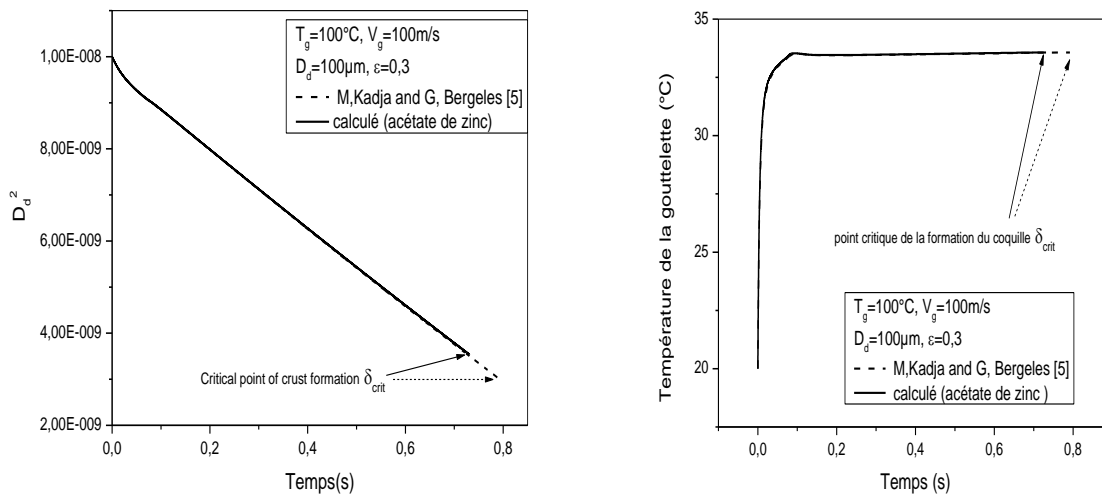 T_g=100°C, V_g=100m/s
D_d=100µm, ε=0,3
M,Kadja and G, Bergeles [5]
calculé (acétate de zinc)
1,00E-008
8,00E-009
6,00E-009
4,00E-009
2,00E-009
D_d^2
Critical point of crust formation δ_crit
0,0 0,2 0,4 0,6 0,8
Temps(s)
35
30
25
20
Température de la gouttelette (°C)
point critique de la formation du coquille δ_crit
T_g=100°C, V_g=100m/s
D_d=100µm, ε=0,3
M,Kadja and G, Bergeles [5]
calculé (acétate de zinc )
0,0 0,2 0,4 0,6 0,8
Temps (s)